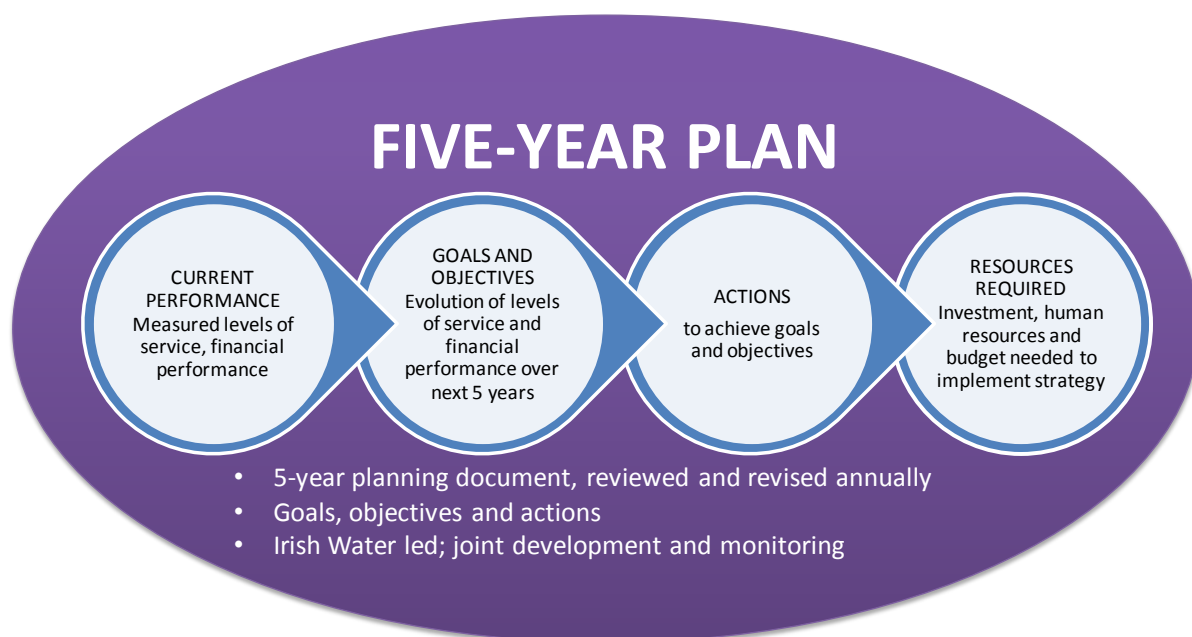 FIVE-YEAR PLAN
CURRENT
PERFORMANCE
Measured levels of
service, financial
performance
GOALS AND
OBJECTIVES
Evolution of levels
of service and
financial
performance over
next 5 years
ACTIONS
to achieve goals
and objectives
RESOURCES
REQUIRED
Investment, human
resources and
budget needed to
implement strategy
• 5-year planning document, reviewed and revised annually
• Goals, objectives and actions
• Irish Water led; joint development and monitoring